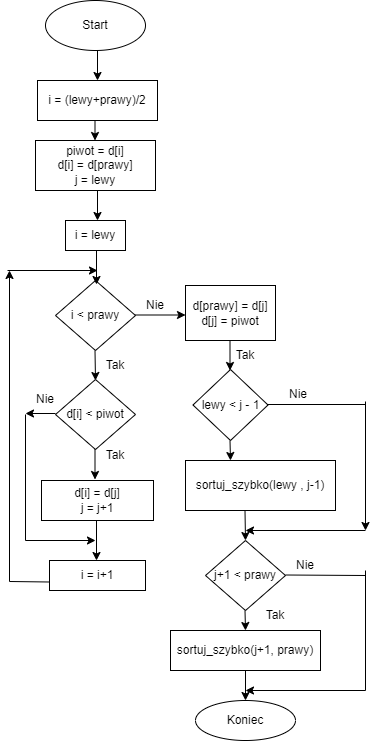 Start
i = (lewy+prawy)/2
piwot = d[i]
d[i] = d[prawy]
j = lewy
i = lewy
i < prawy
Nie
Tak
d[i] < piwot
Nie
Tak
d[i] = d[j]
j = j+1
i = i+1
d[prawy] = d[j]
d[j] = piwot
Tak
lewy < j - 1
Nie
sortuj_szybko(lewy , j-1)
j+1 < prawy
Nie
Tak
sortuj_szybko(j+1, prawy)
Koniec